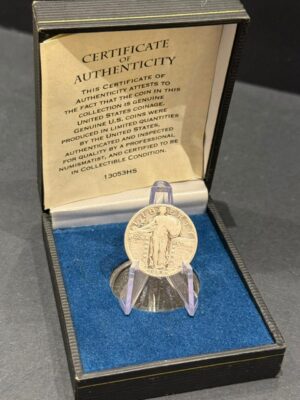 CERTIFICATE
OF
AUTHENTICITY
THIS CERTIFICATE OF
AUTHENTICITY ATTESTS TO
THE FACT THAT THE COIN IN THIS
COLLECTION IS GENUINE
UNITED STATES COINAGE.
GENUINE U.S. COINS WERE
PRODUCED IN LIMITED QUANTITIES
BY THE UNITED STATES,
AUTHENTICATED AND INSPECTED
FOR QUALITY BY A PROFESSIONAL
NUMISMATIST, AND CERTIFIED TO BE
IN COLLECTIBLE CONDITION.
13053HS